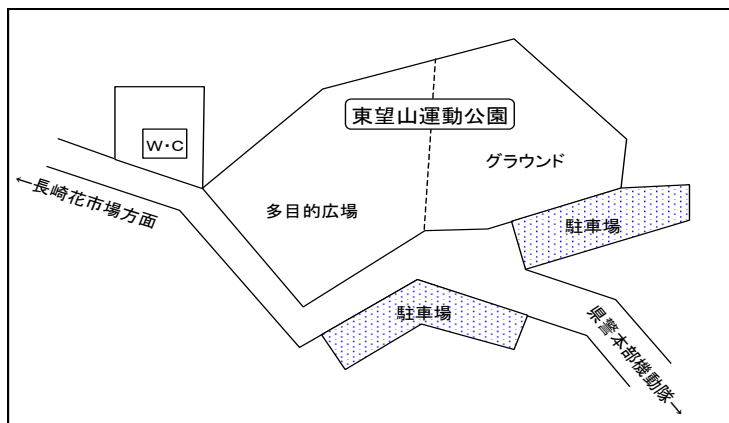 東望山運動公園
W・C
グラウンド
←長崎花市場方面
多目的広場
駐車場
駐車場
県警本部機動隊→